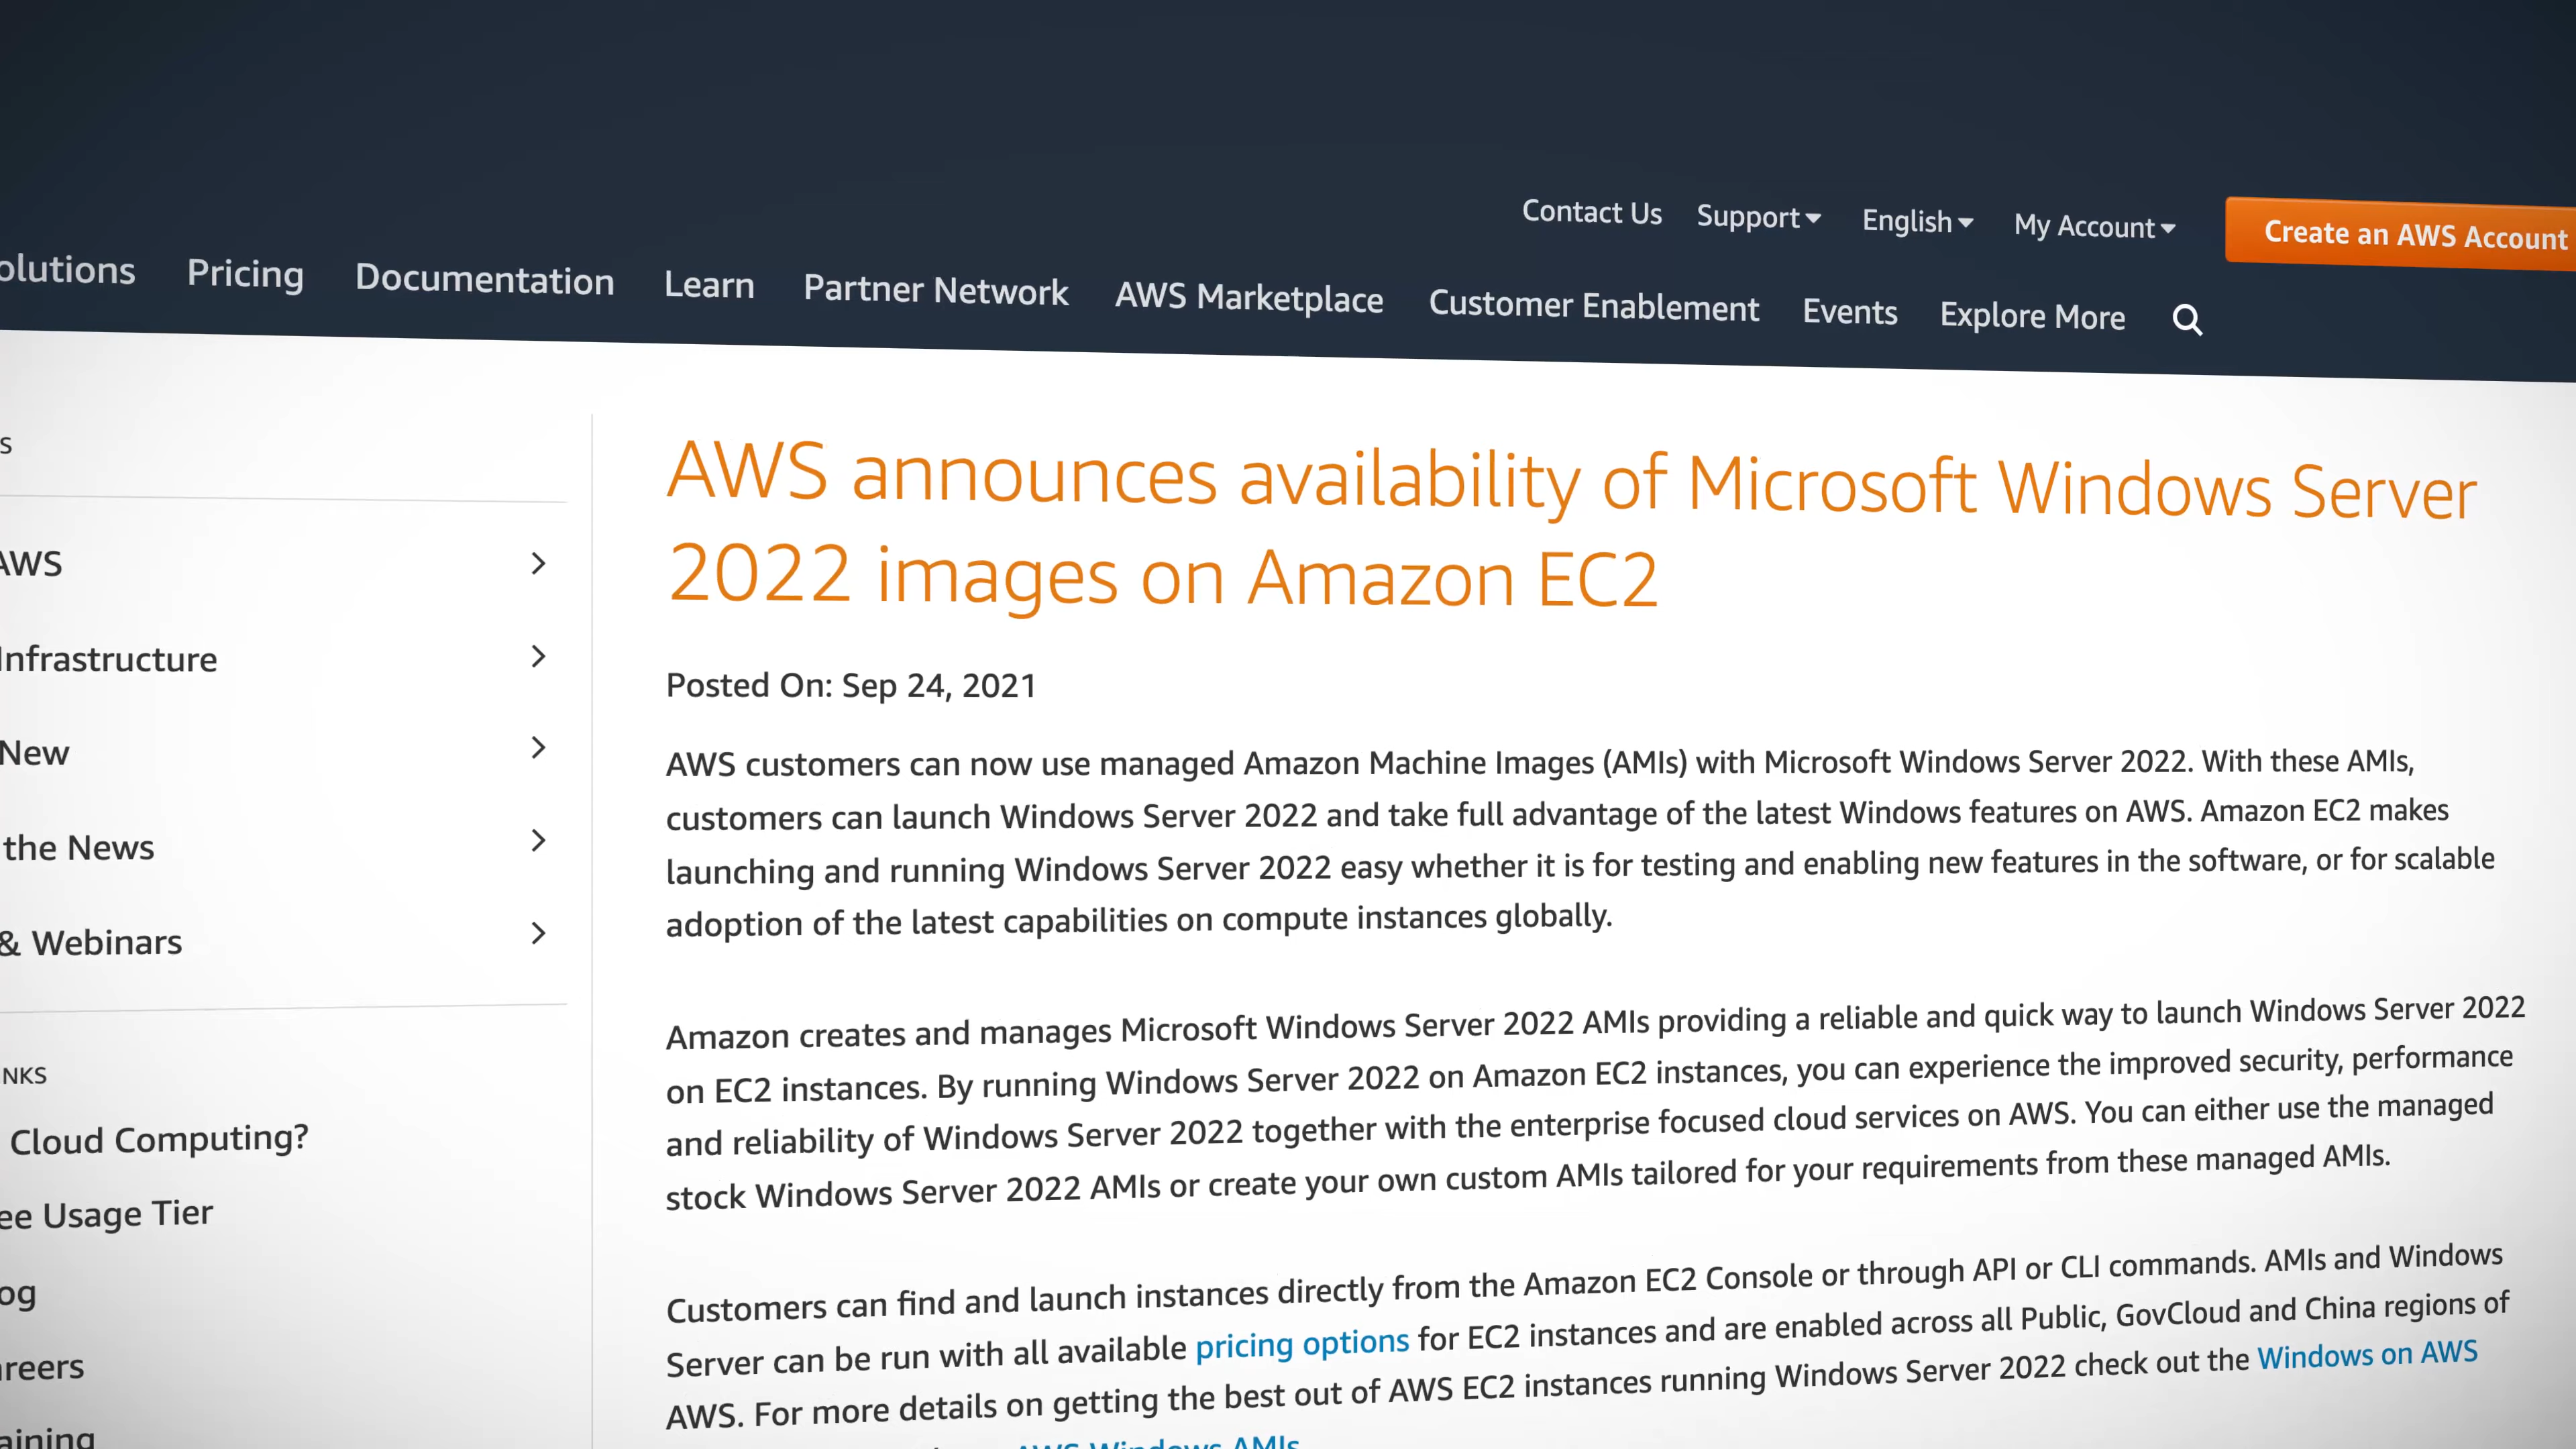 Contact Us Support English My Account Create an AWS Account
Pricing Documentation Learn Partner Network AWS Marketplace Customer Enablement Events Explore More
AWS announces availability of Microsoft Windows Server
2022 images on Amazon EC2
Posted On: Sep 24, 2021
AWS customers can now use managed Amazon Machine Images (AMIs) with Microsoft Windows Server 2022. With these AMIs,
customers can launch Windows Server 2022 and take full advantage of the latest Windows features on AWS. Amazon EC2 makes
launching and running Windows Server 2022 easy whether it is for testing and enabling new features in the software, or for scalable
adoption of the latest capabilities on compute instances globally.
Amazon creates and manages Microsoft Windows Server 2022 AMIs providing a reliable and quick way to launch Windows Server 2022
on EC2 instances. By running Windows Server 2022 on Amazon EC2 instances, you can experience the improved security, performance
and reliability of Windows Server 2022 together with the enterprise focused cloud services on AWS. You can either use the managed
stock Windows Server 2022 AMIs or create your own custom AMIs tailored for your requirements from these managed AMIs.
Customers can find and launch instances directly from the Amazon EC2 Console or through API or CLI commands. AMIs and Windows
Server can be run with all available pricing options for EC2 instances and are enabled across all Public, GovCloud and China regions of
AWS. For more details on getting the best out of AWS EC2 instances running Windows Server 2022 check out the Windows on AWS
AWS Windows AMIs
AWS
Infrastructure
New
the News
& Webinars
Cloud Computing?
Usage Tier